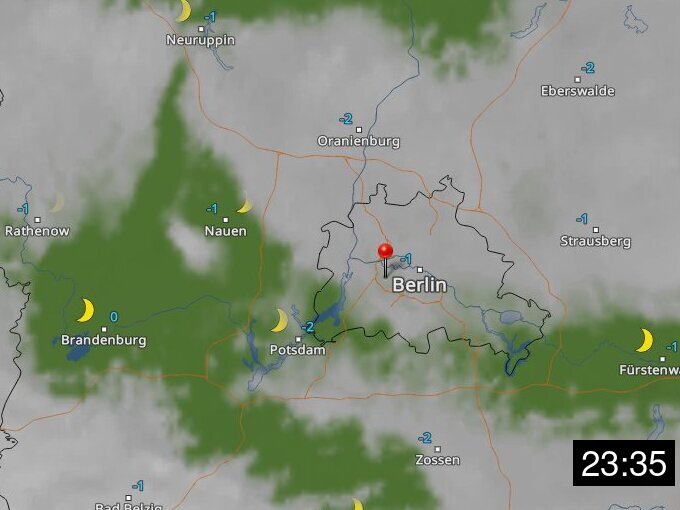 -1
Neuruppin
-2
Eberswalde
-2
Oranienburg
-1
Rathenow
-1
Nauen
-1
Strausberg
-1
Berlin
0
Brandenburg
-2
Potsdam
-1
Fürstenwa
-2
Zossen
-1
Bad Belzig
23:35